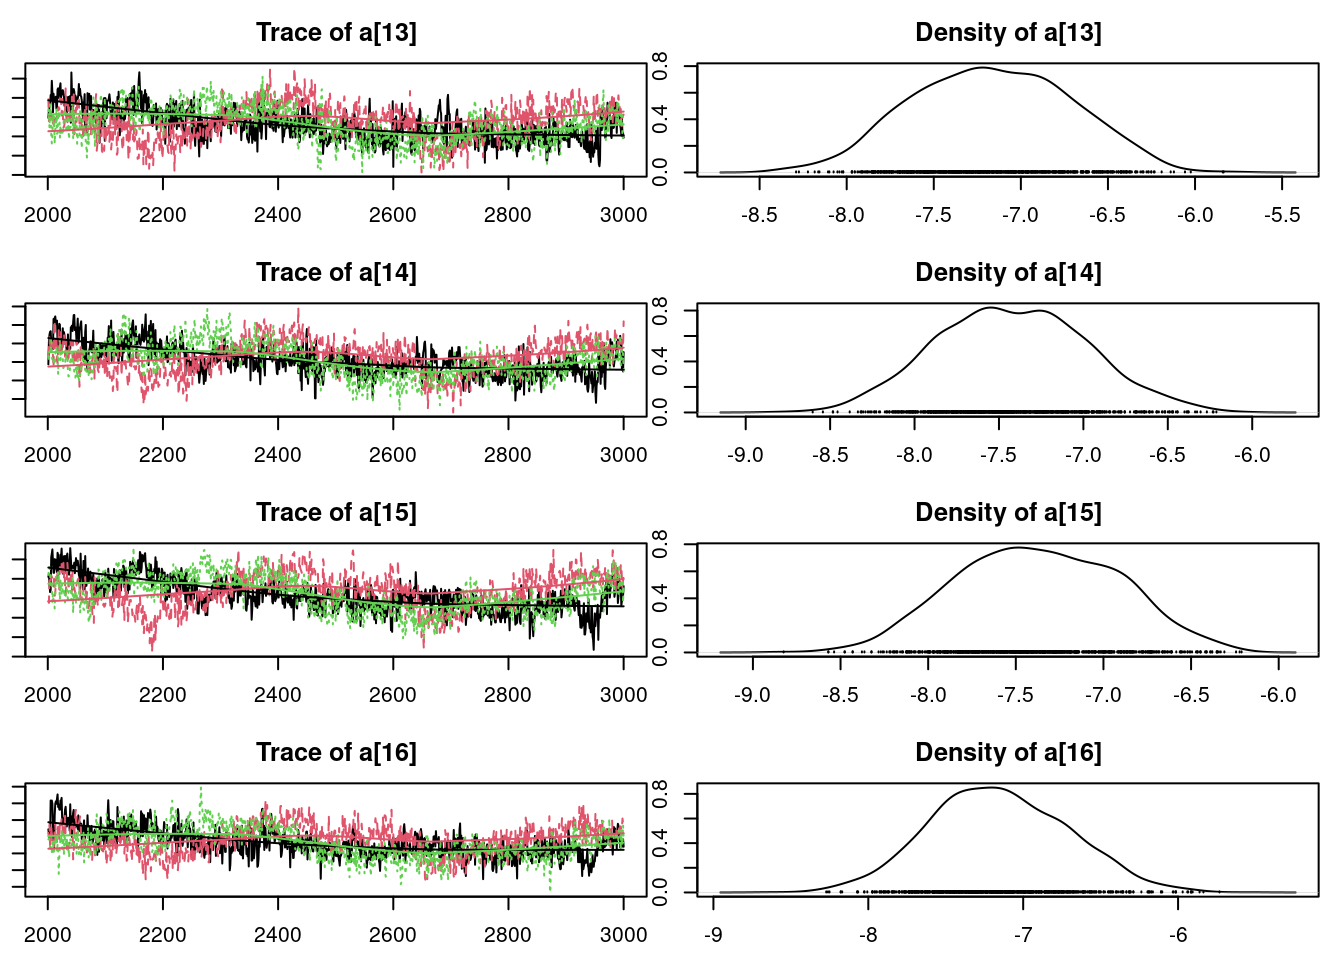 Trace of a[13]
Density of a[13]
0.0 0.4 0.8
2000 2200 2400 2600 2800 3000
-8.5 -8.0 -7.5 -7.0 -6.5 -6.0 -5.5
Trace of a[14]
Density of a[14]
0.0 0.4 0.8
2000 2200 2400 2600 2800 3000
-9.0 -8.5 -8.0 -7.5 -7.0 -6.5 -6.0
Trace of a[15]
Density of a[15]
0.0 0.4 0.8
2000 2200 2400 2600 2800 3000
-9.0 -8.5 -8.0 -7.5 -7.0 -6.5 -6.0
Trace of a[16]
Density of a[16]
0.0 0.4 0.8
2000 2200 2400 2600 2800 3000
-9 -8 -7 -6